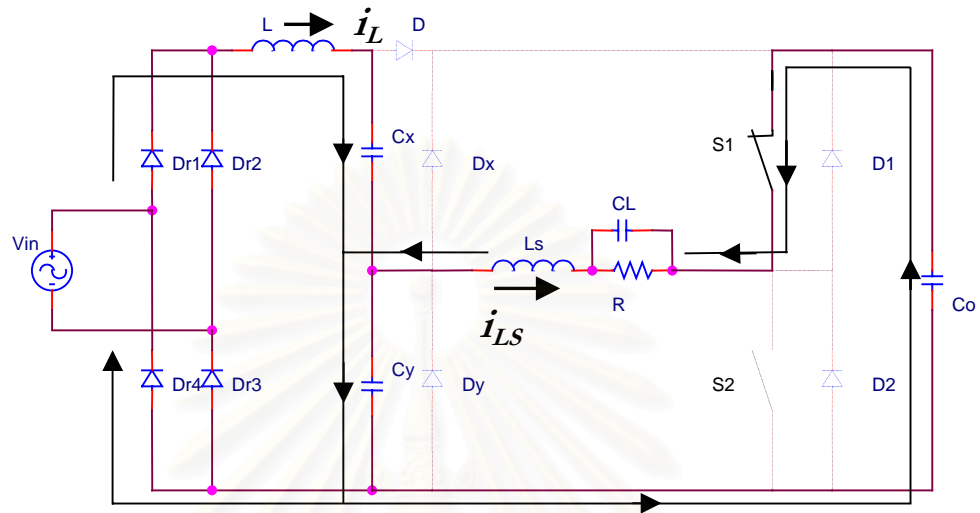 L
i_L
D
Dr1
Dr2
Cx
Dx
S1
D1
Vin
CL
Ls
R
i_LS
Co
Dr4
Dr3
Cy
Dy
S2
D2